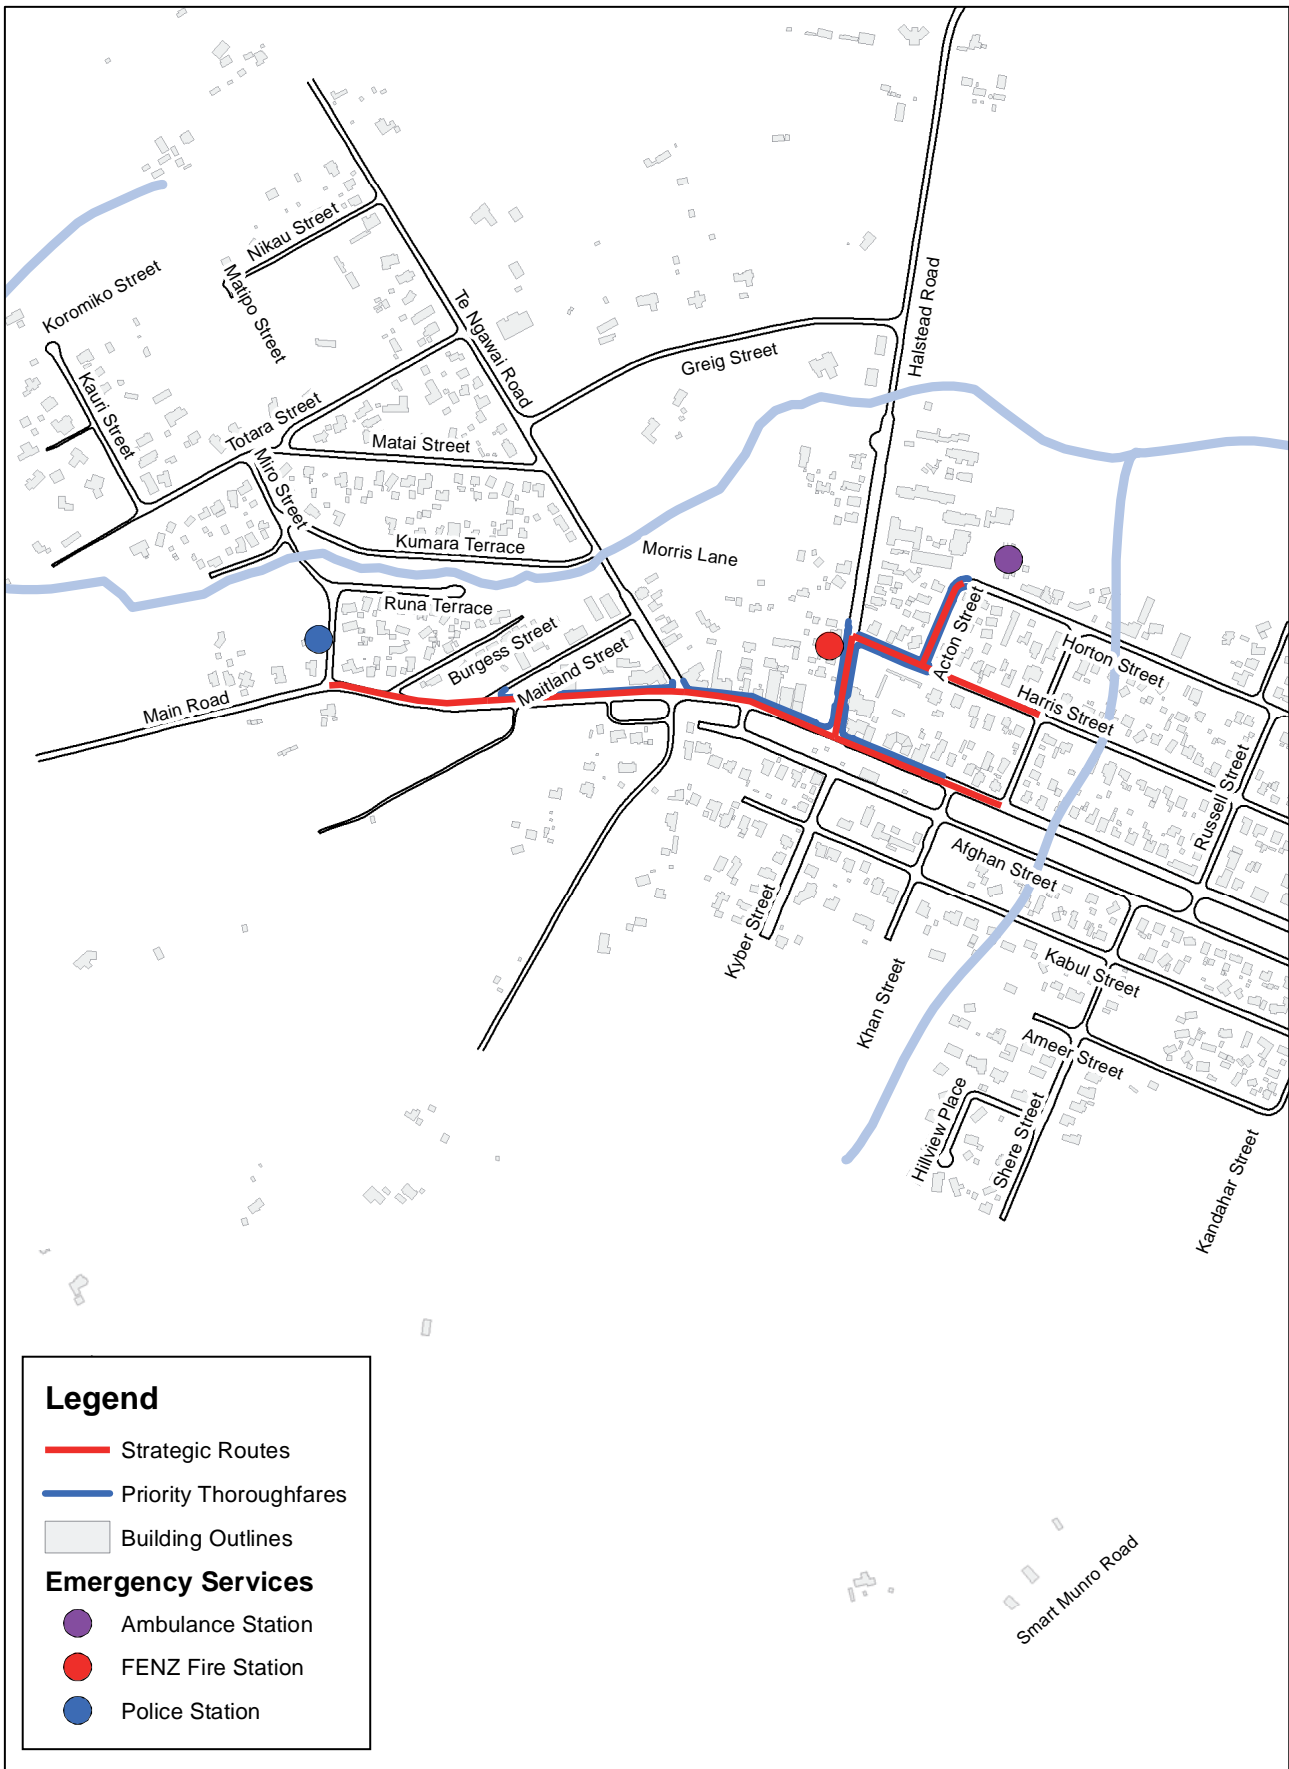 Nikau Street
Koromiko Street
Matipo Street
Halstead Road
Te Ngawai Road
Greig Street
Kauri Street
Totara Street
Matai Street
Miro Street
Kumara Terrace
Morris Lane
Runa Terrace
Acton Street
Burgess Street
Horton Street
Maitland Street
Main Road
Harris Street
Russell Street
Afghan Street
Kyber Street
Kabul Street
Khan Street
Ameer Street
Hillview Place
Shere Street
Kandahar Street
Legend
Strategic Routes
Priority Thoroughfares
Building Outlines
Emergency Services
Ambulance Station
FENZ Fire Station
Police Station
Smart Munro Road